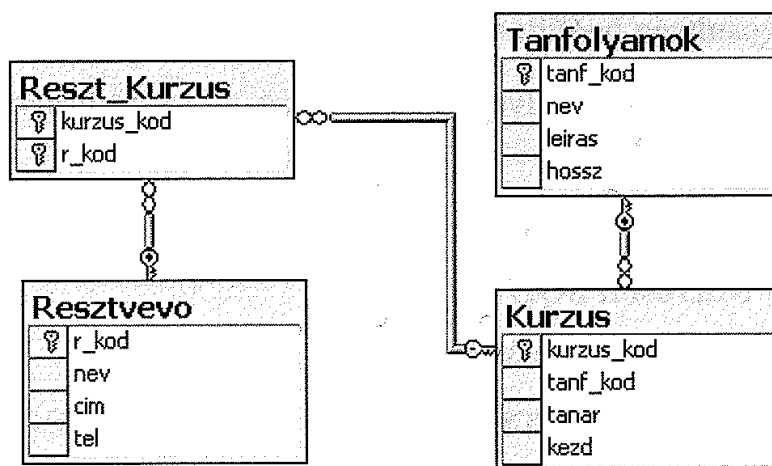 Reszt_Kurzus
kurzus_kod
r_kod
Tanfolyamok
tanf_kod
nev
leiras
hossz
Resztvevo
r_kod
nev
cim
tel
Kurzus
kurzus_kod
tanf_kod
tanar
kezd